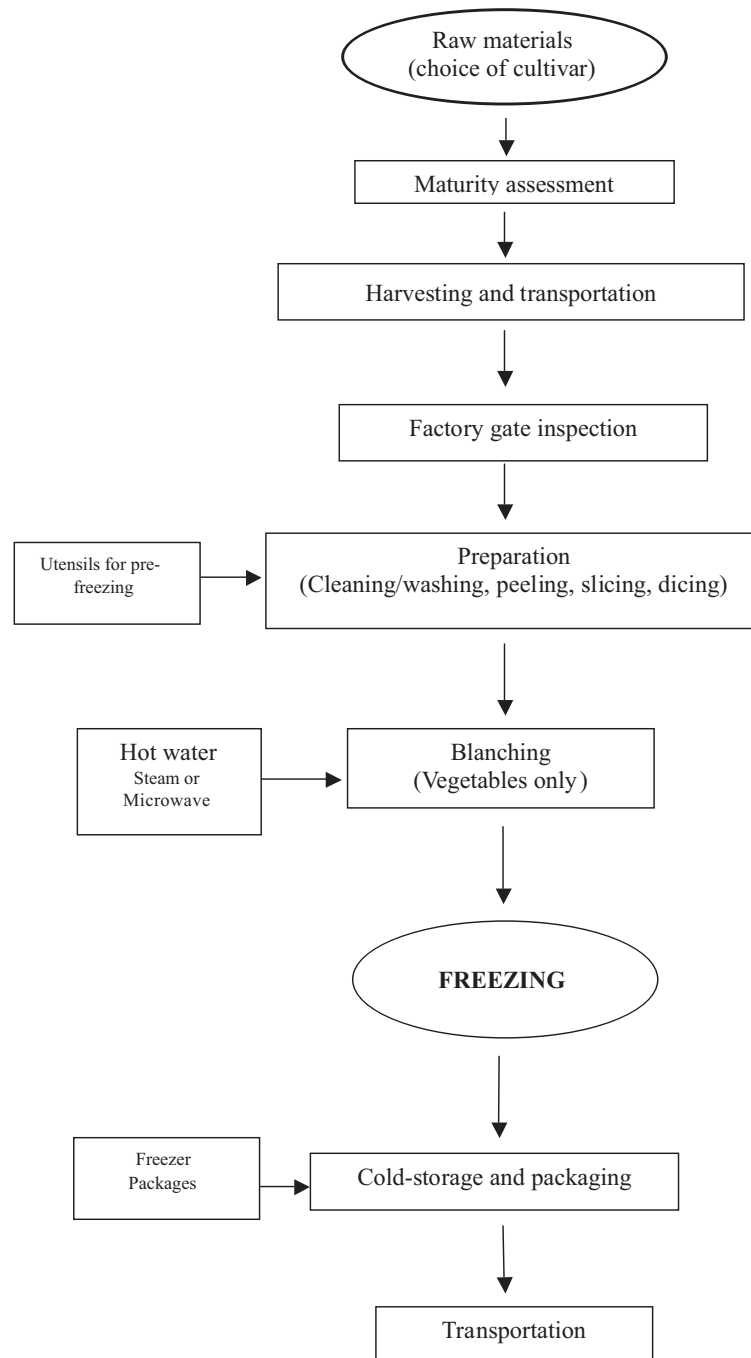 Raw materials
(choice of cultivar)
Maturity assessment
Harvesting and transportation
Factory gate inspection
Utensils for pre-
freezing
Preparation
(Cleaning/washing, peeling, slicing, dicing)
Hot water
Steam or
Microwave
Blanching
(Vegetables only)
FREEZING
Freezer
Packages
Cold-storage and packaging
Transportation